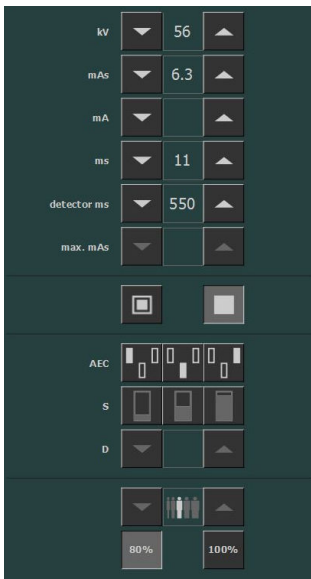 kV 56
mAs 6.3
mA
ms 11
detector ms 550
max. mAs
AEC
S
D
80% 100%